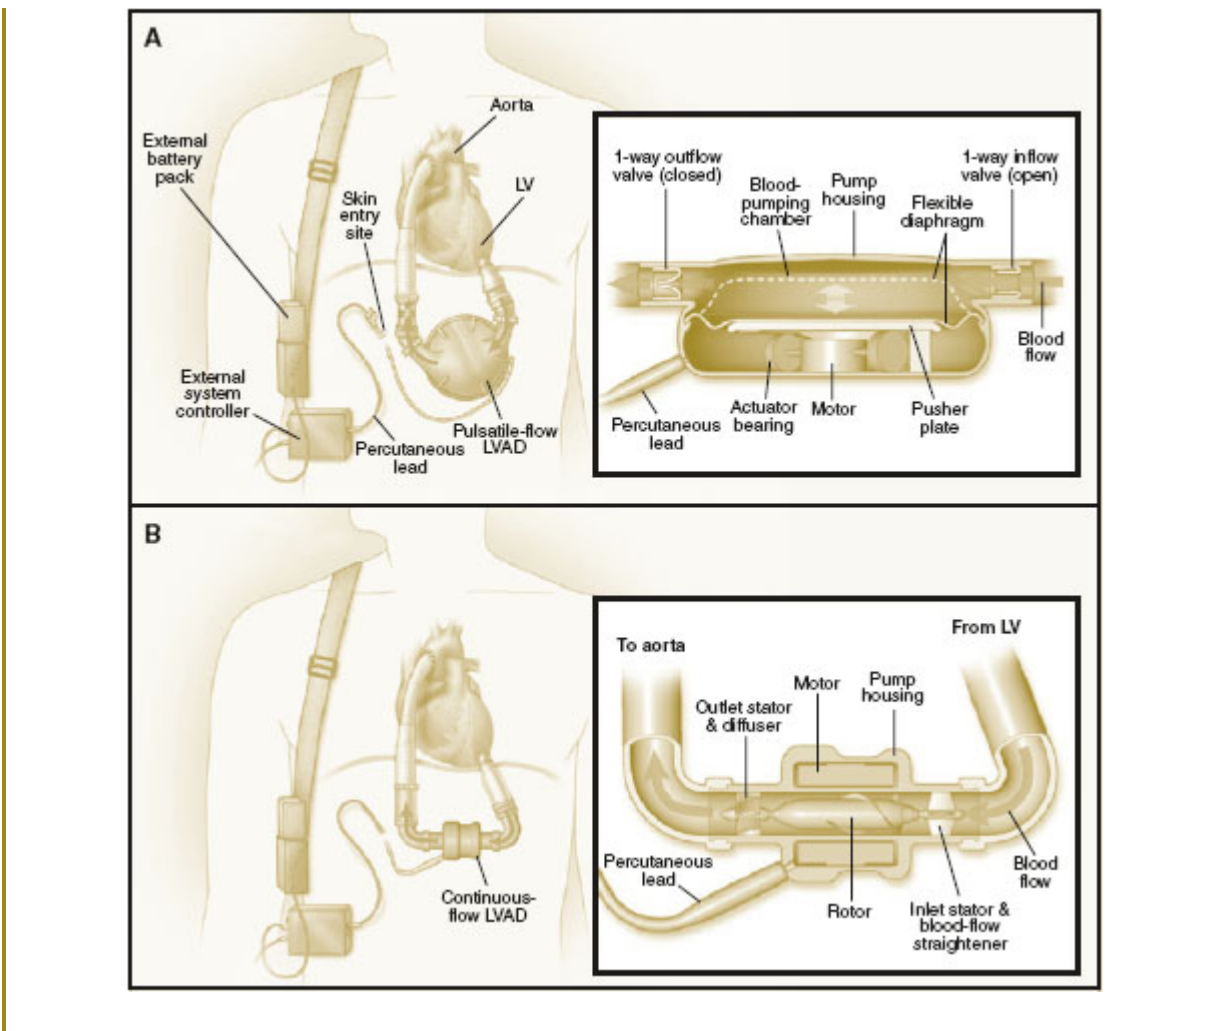 A
Aorta
External
battery
pack
LV
Skin
entry
site
External
system
controller
Percutaneous
lead
Pulsatile-flow
LVAD
1-way outflow
valve (closed)
Blood-
pumping
chamber
Pump
housing
Flexible
diaphragm
1-way inflow
valve (open)
Blood
flow
Percutaneous
lead
Actuator
bearing
Motor
Pusher
plate
B
Continuous-
flow LVAD
To aorta
From LV
Motor
Pump
housing
Outlet stator
& diffuser
Percutaneous
lead
Rotor
Inlet stator &
blood-flow
straightener
Blood
flow